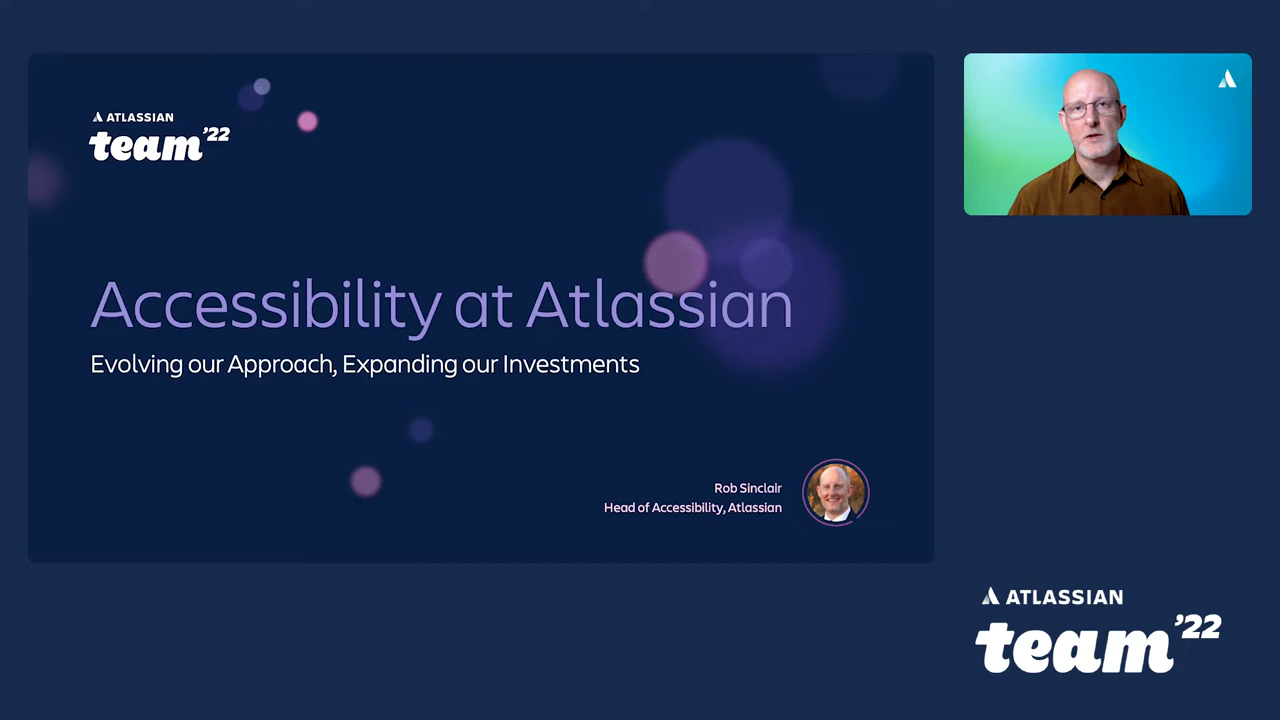 ATLASSIAN
team '22
Accessibility at Atlassian
Evolving our Approach, Expanding our Investments
Rob Sinclair
Head of Accessibility, Atlassian
ATLASSIAN
team '22